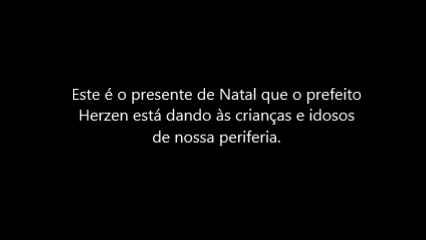 Este é o presente de Natal que o prefeito
Herzen está dando às crianças e idosos
de nossa periferia.